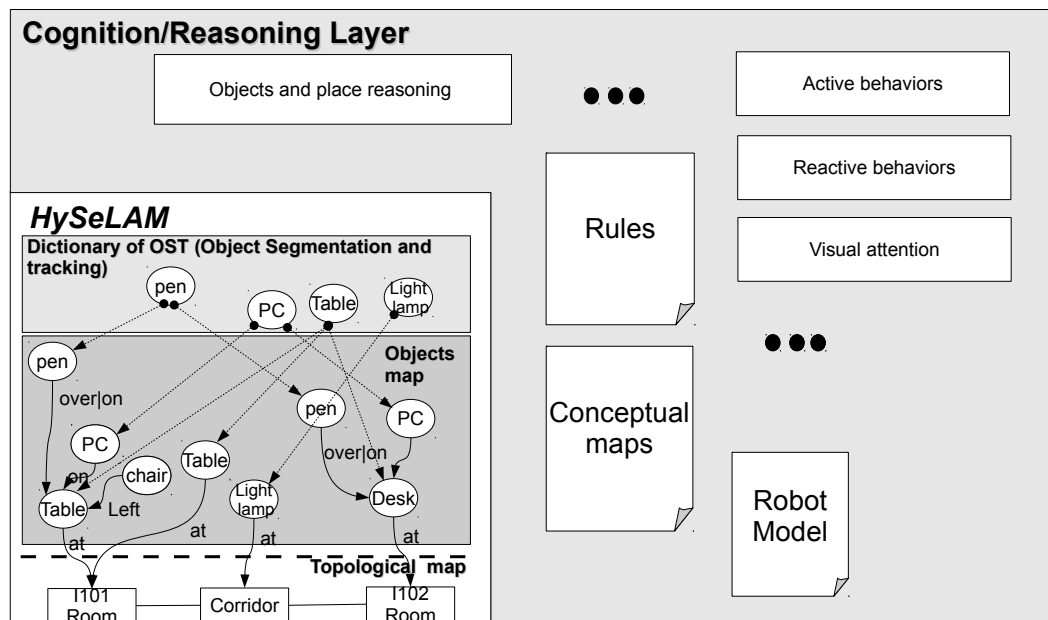 Cognition/Reasoning Layer
Objects and place reasoning
Active behaviors
Reactive behaviors
Visual attention
Rules
Conceptual
maps
Robot
Model
HySeLAM
Dictionary of OST (Object Segmentation and
tracking)
pen
PC
Table
Light
lamp
Objects
map
pen
over|on
PC
on
chair
Table
Left
at
Table
at
Light
lamp
at
pen
over|on
PC
Desk
at
Topological map
I101
Room
Corridor
I102
Room